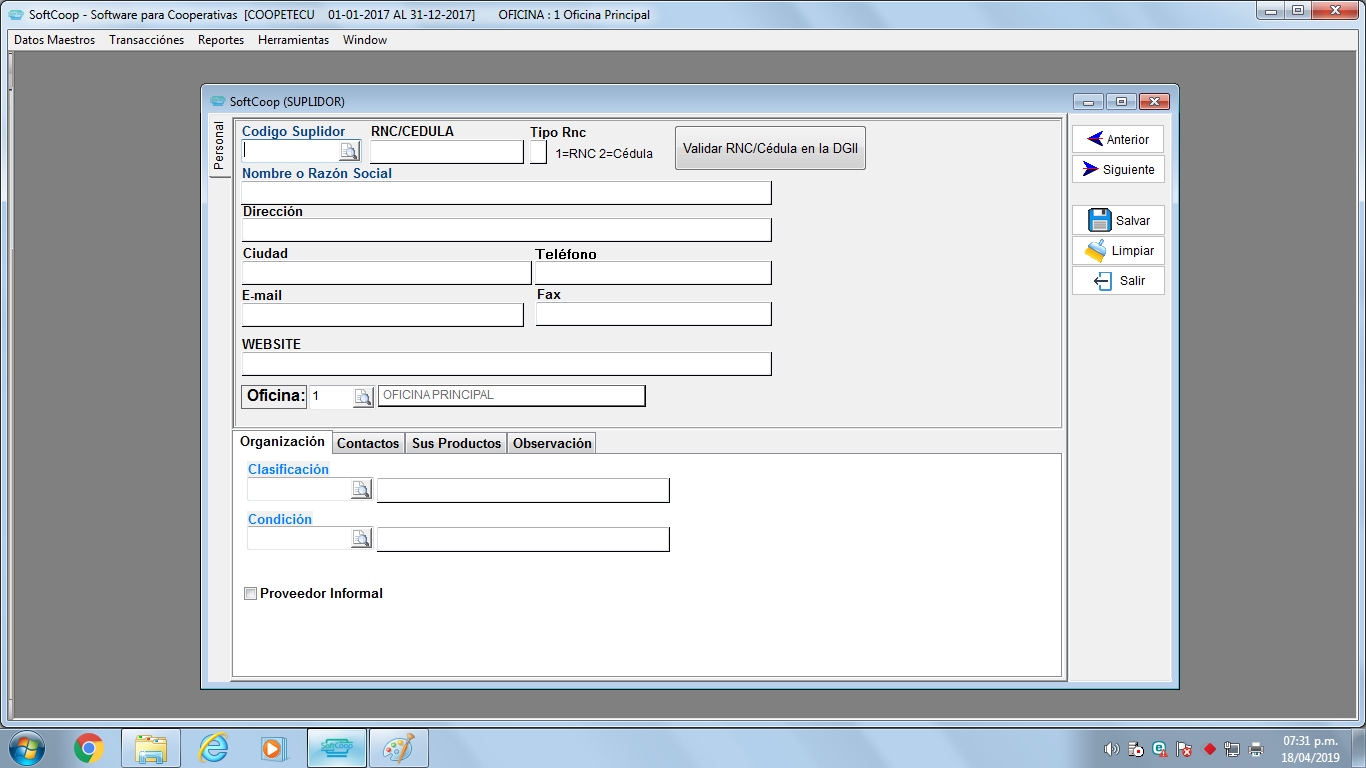 SoftCoop - Software para Cooperativas [COOPETECU 01-01-2017 AL 31-12-2017] OFICINA : 1 Oficina Principal
Datos Maestros Transacciónes Reportes Herramientas Window
SoftCoop (SUPLIDOR)
Personal
Codigo Suplidor RNC/CEDULA Tipo Rnc
1=RNC 2=Cédula
Validar RNC/Cédula en la DGII
Nombre o Razón Social
Dirección
Ciudad Teléfono
E-mail Fax
WEBSITE
Oficina: 1 OFICINA PRINCIPAL
Anterior
Siguiente
Salvar
Limpiar
Salir
Organización Contactos Sus Productos Observación
Clasificación
Condición
Proveedor Informal
SoftCoop
07:31 p.m.
18/04/2019